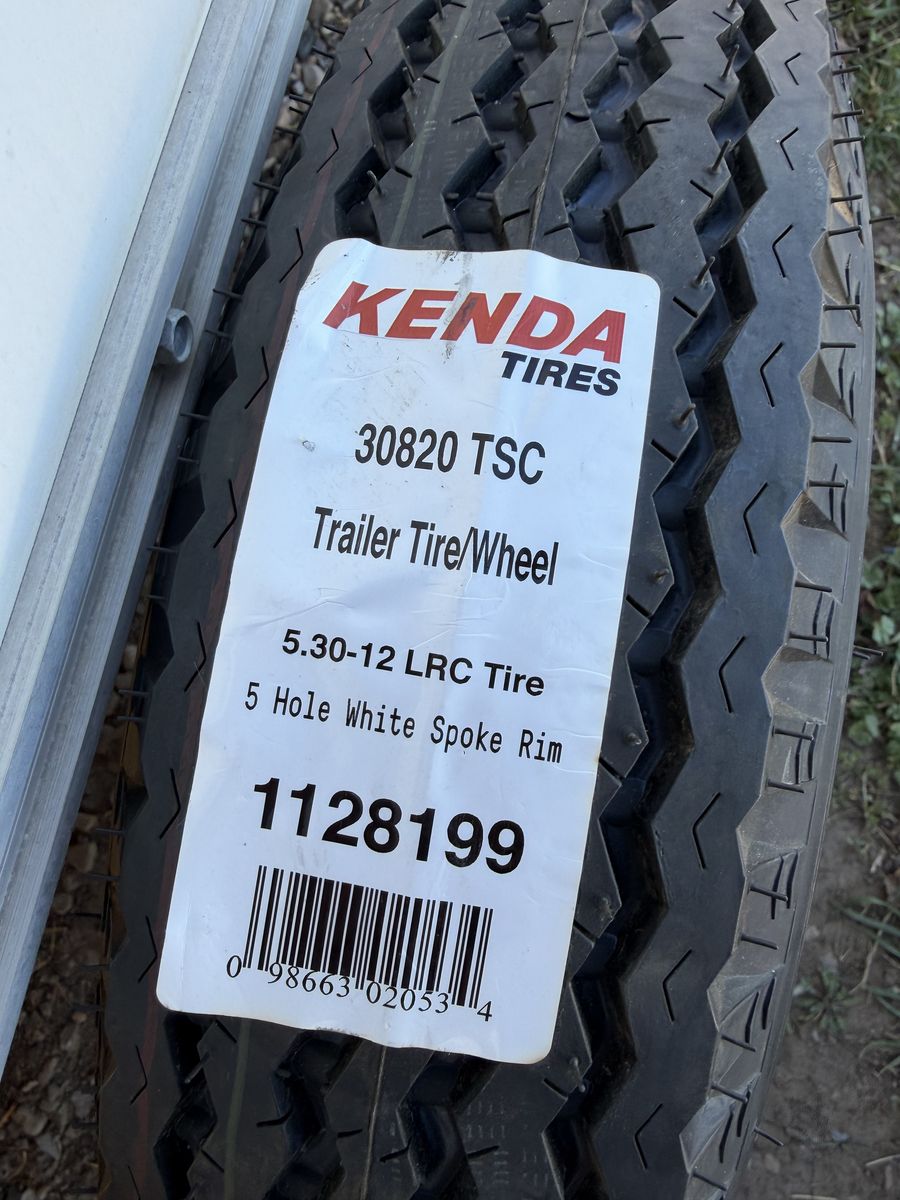 KENDA
TIRES
30820 TSC
Trailer Tire/Wheel
5.30-12 LRC Tire
5 Hole White Spoke Rim
1128199
0 98663 02053 4